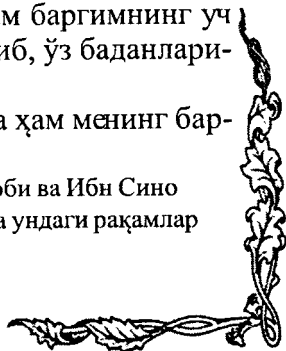 м баргимнинг уч
иб, ўз баданлари-
а ҳам менинг бар-
оби ва Ибн Сино
а ундаги рақамлар